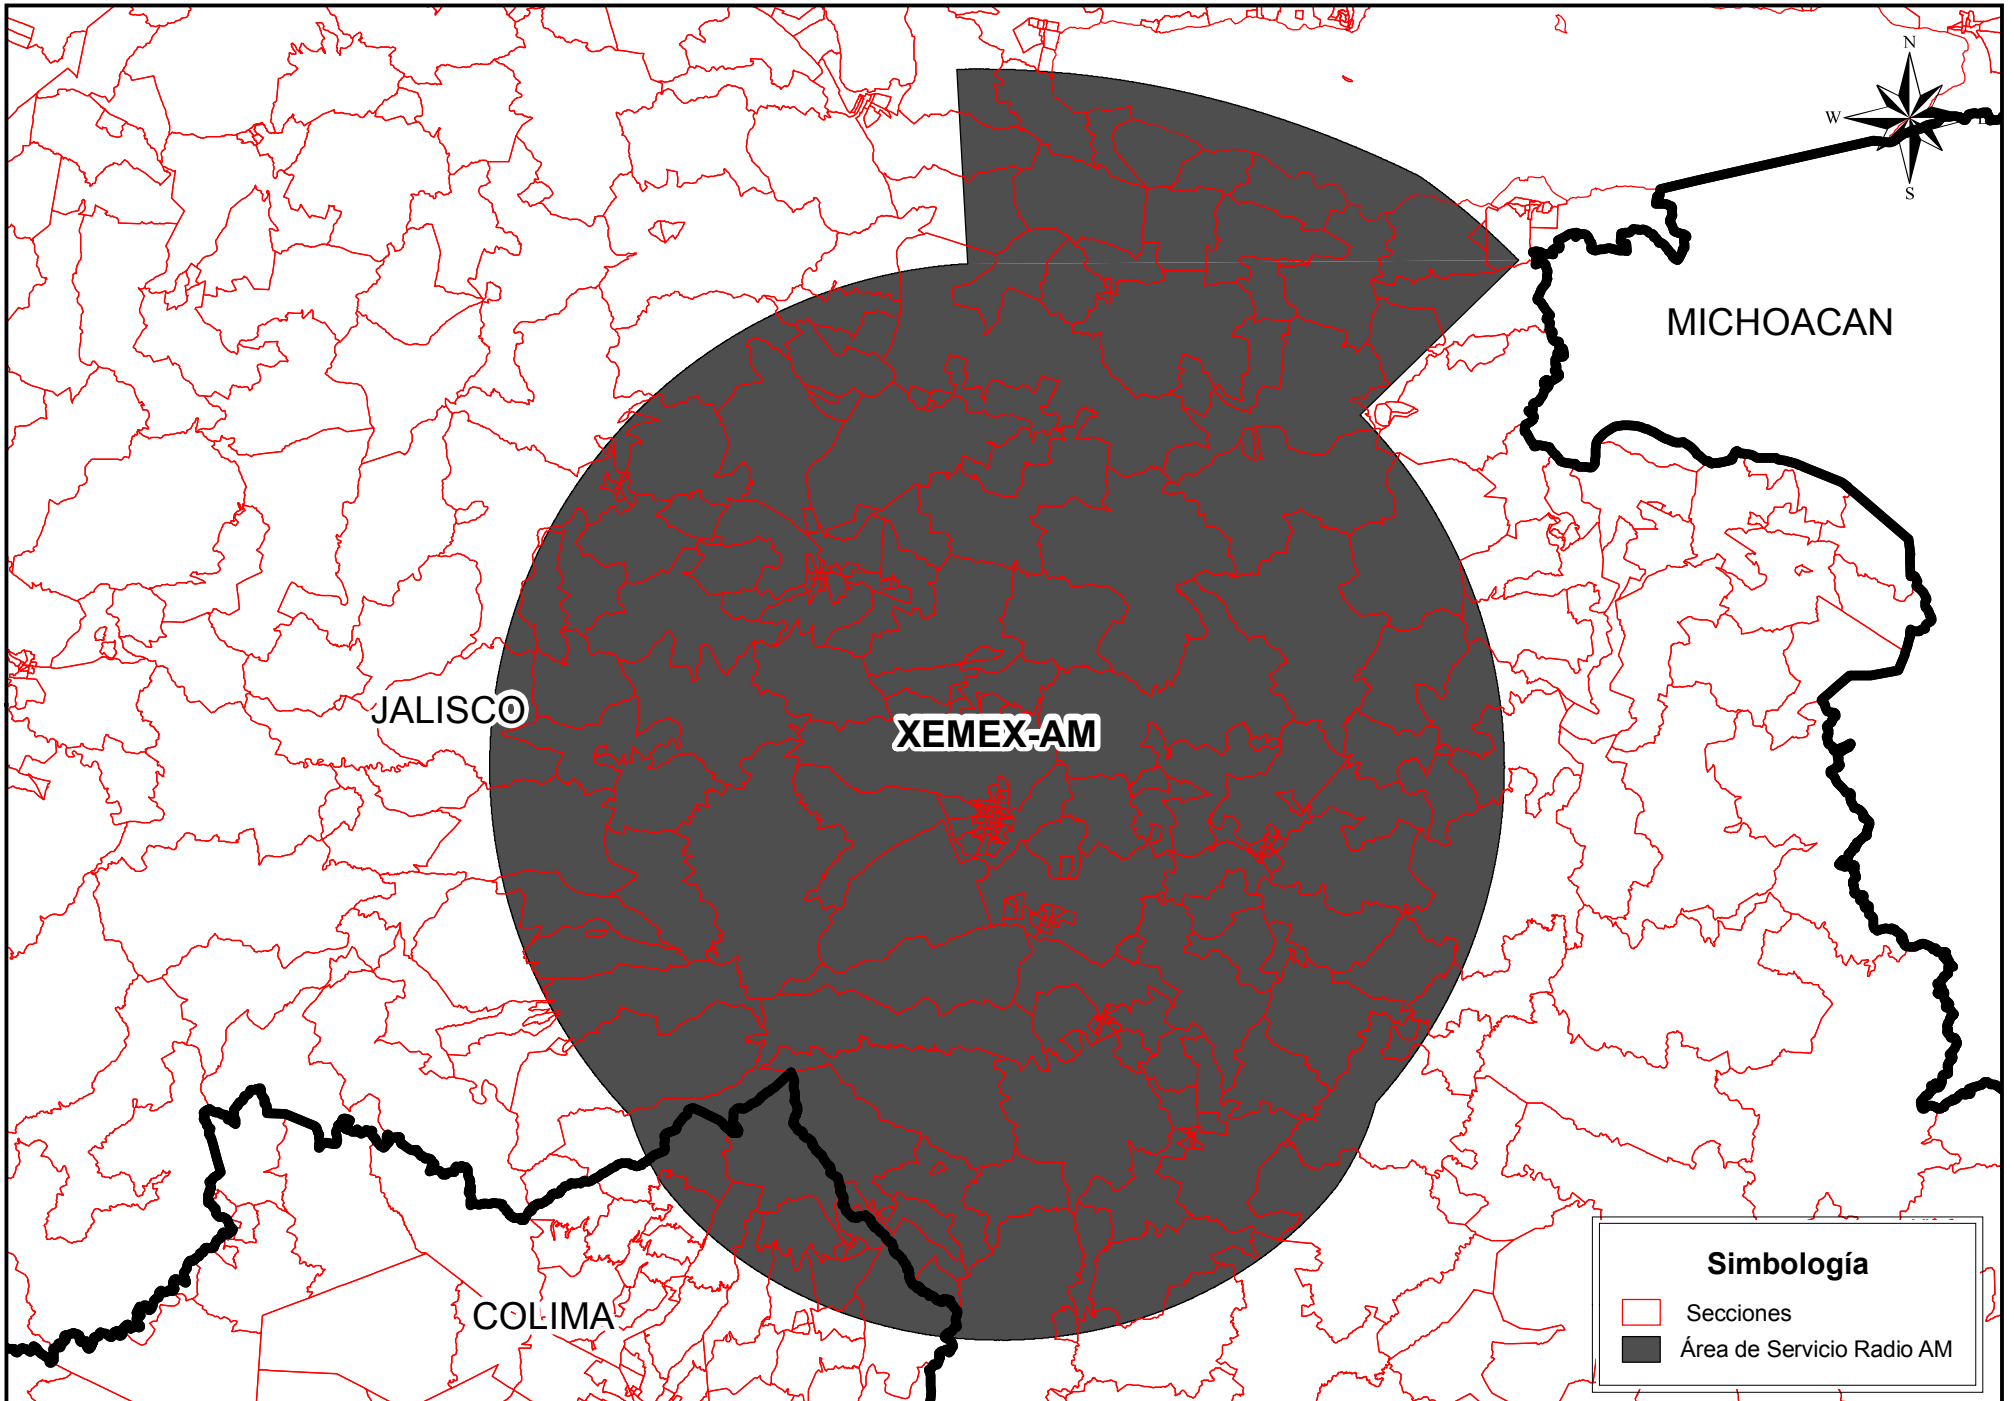 N
W
S
MICHOACAN
JALISCO
XEMEX-AM
COLIMA
Simbología
Secciones
Área de Servicio Radio AM